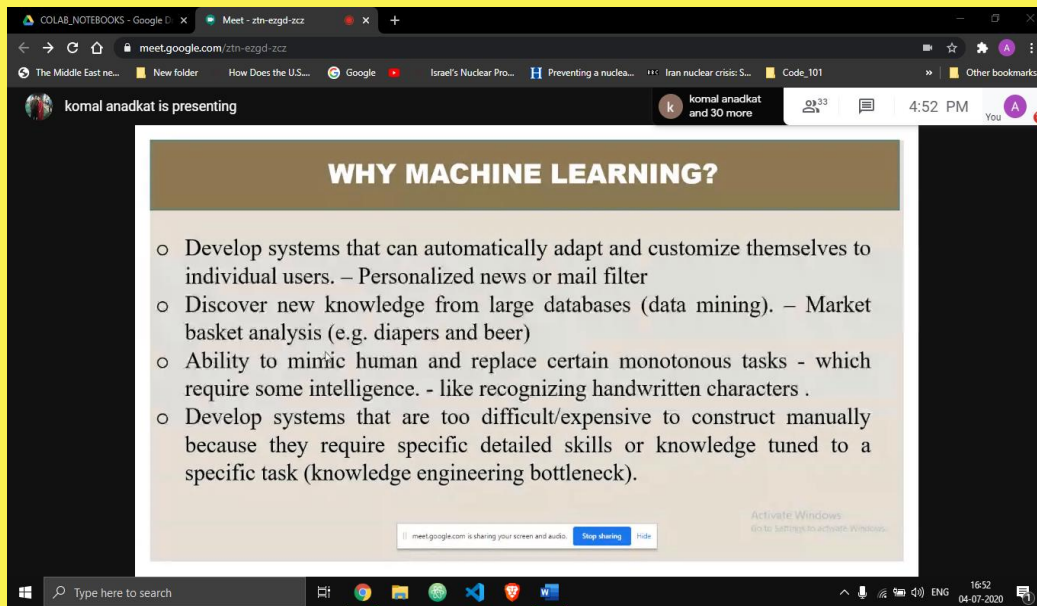 COLAB_NOTEBOOKS - Google D
Meet - ztn-ezgd-zcz
meet.google.com/ztn-ezgd-zcz
The Middle East ne...
New folder
How Does the U.S....
Google
Israel's Nuclear Pro...
Preventing a nuclea...
Iran nuclear crisis: S...
Code_101
»
Other bookmarks
komal anadkat is presenting
k
komal anadkat
and 30 more
33
4:52 PM
You
A
WHY MACHINE LEARNING?
o Develop systems that can automatically adapt and customize themselves to
individual users. – Personalized news or mail filter
o Discover new knowledge from large databases (data mining). – Market
basket analysis (e.g. diapers and beer)
o Ability to mimic human and replace certain monotonous tasks - which
require some intelligence. - like recognizing handwritten characters .
o Develop systems that are too difficult/expensive to construct manually
because they require specific detailed skills or knowledge tuned to a
specific task (knowledge engineering bottleneck).
Activate Windows
Go to Settings to activate Windows.
meet.google.com is sharing your screen and audio.
Stop sharing
Hide
Type here to search
ENG
16:52
04-07-2020